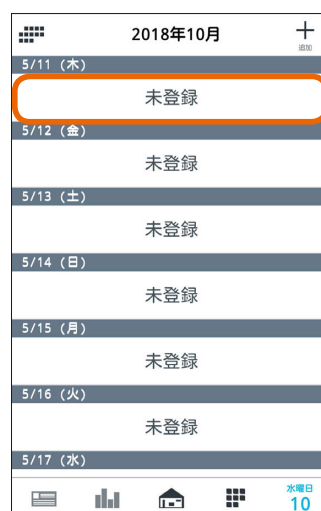 2018年10月
追加
5/11 (木)
未登録
5/12 (金)
未登録
5/13 (土)
未登録
5/14 (日)
未登録
5/15 (月)
未登録
5/16 (火)
未登録
5/17 (水)
水曜日
10